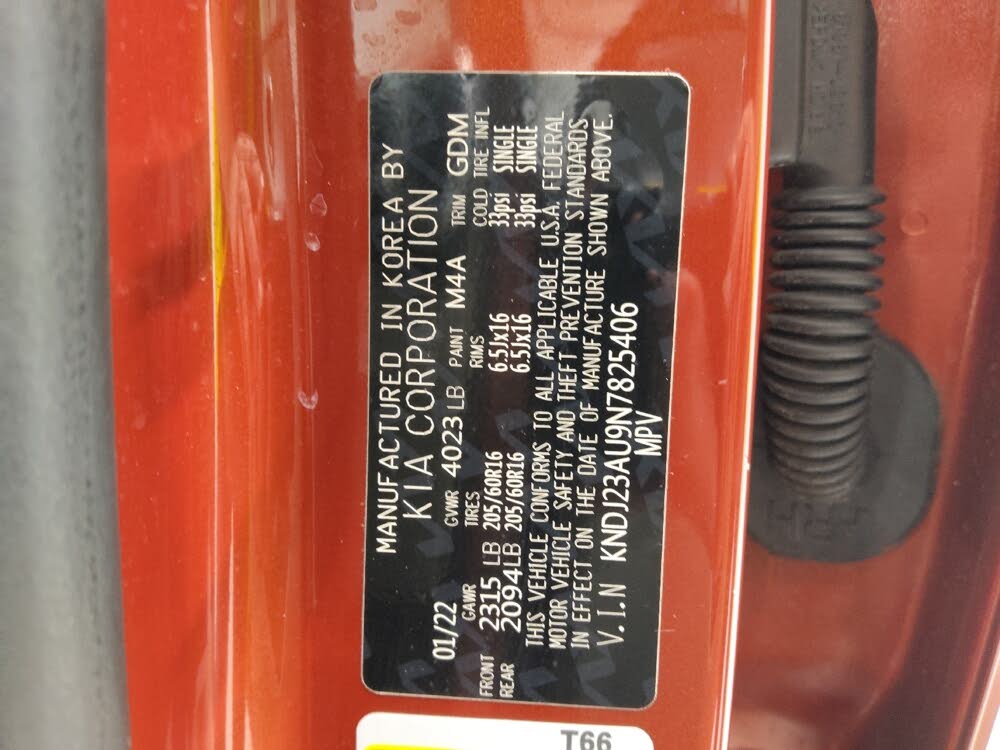 MANUFACTURED IN KOREA BY
KIA CORPORATION
01/22 GVWR 4023 LB PAINT M4A TRIM GDM
GAWR TIRES RIMS COLD TIRE INFL
FRONT 2315 LB 205/60R16 6.5Jx16 33psi SINGLE
REAR 2094LB 205/60R16 6.5Jx16 33psi SINGLE
THIS VEHICLE CONFORMS TO ALL APPLICABLE U.S.A. FEDERAL
MOTOR VEHICLE SAFETY AND THEFT PREVENTION STANDARDS
IN EFFECT ON THE DATE OF MANUFACTURE SHOWN ABOVE.
V.I.N KNDJ23AU9N7825406
MPV
T66